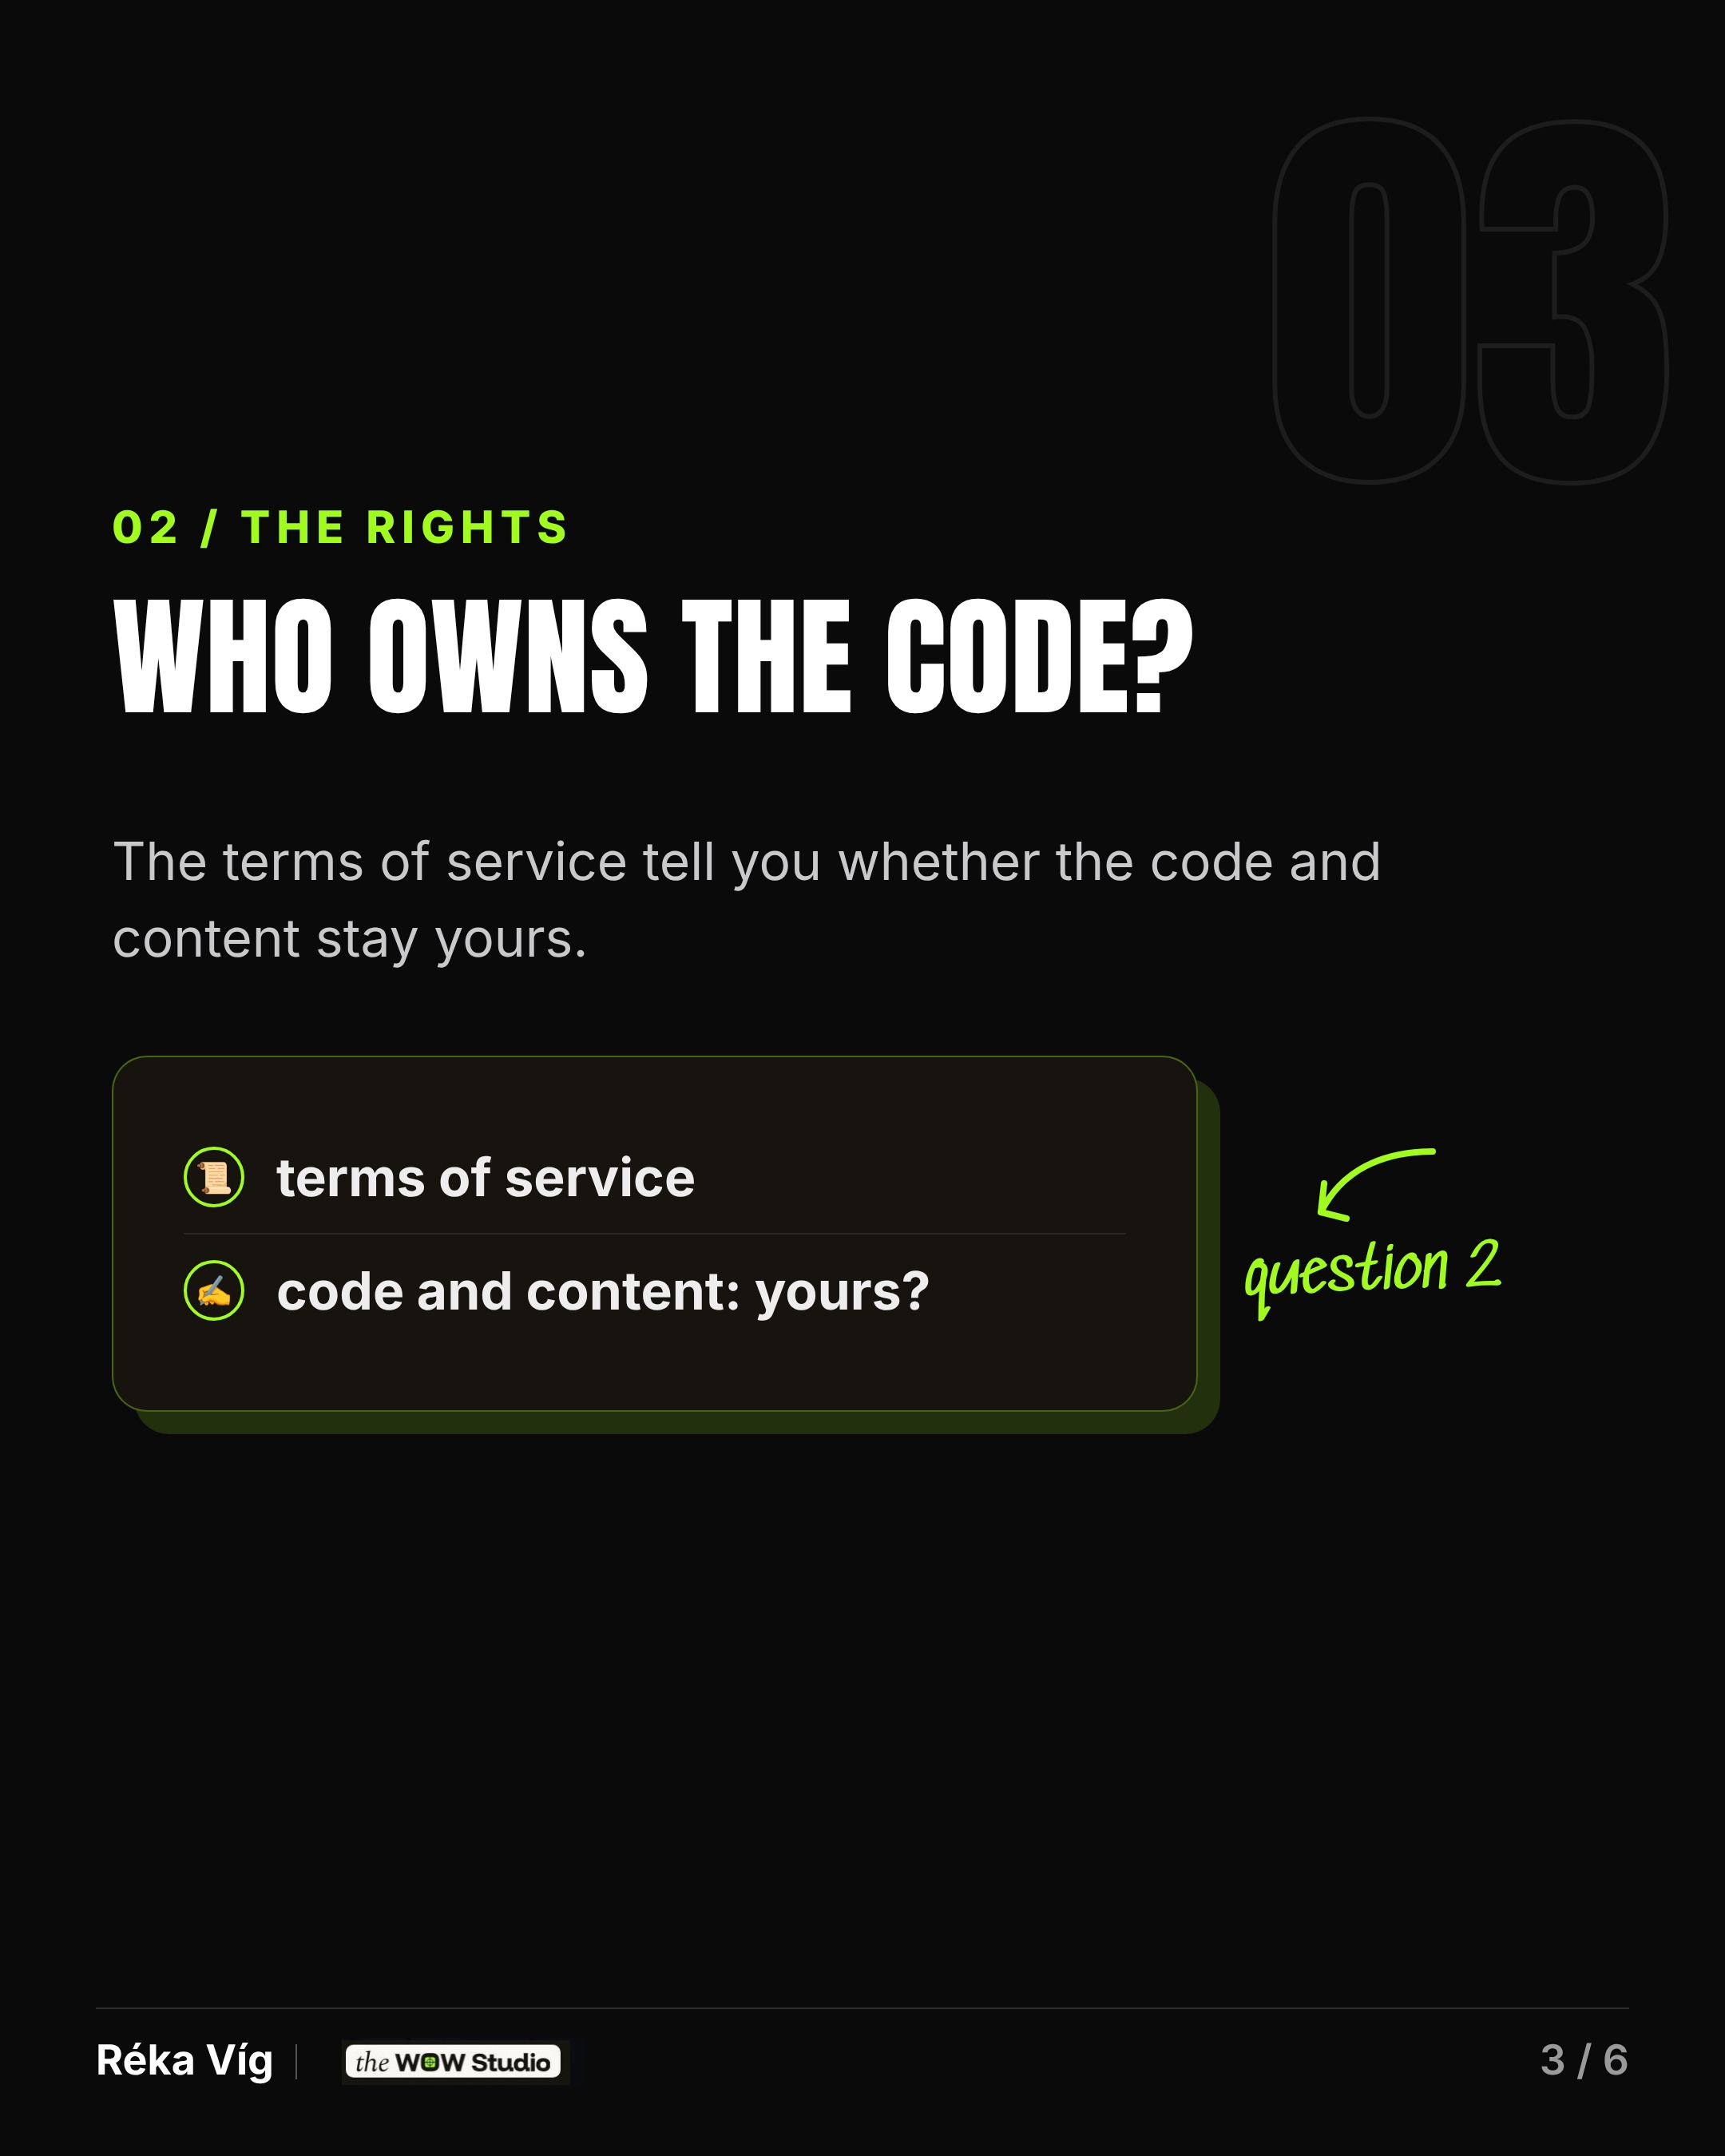 03
02 / THE RIGHTS
WHO OWNS THE CODE?
The terms of service tell you whether the code and
content stay yours.
terms of service
code and content: yours?
question 2
Réka Víg
the WOW Studio
3 / 6